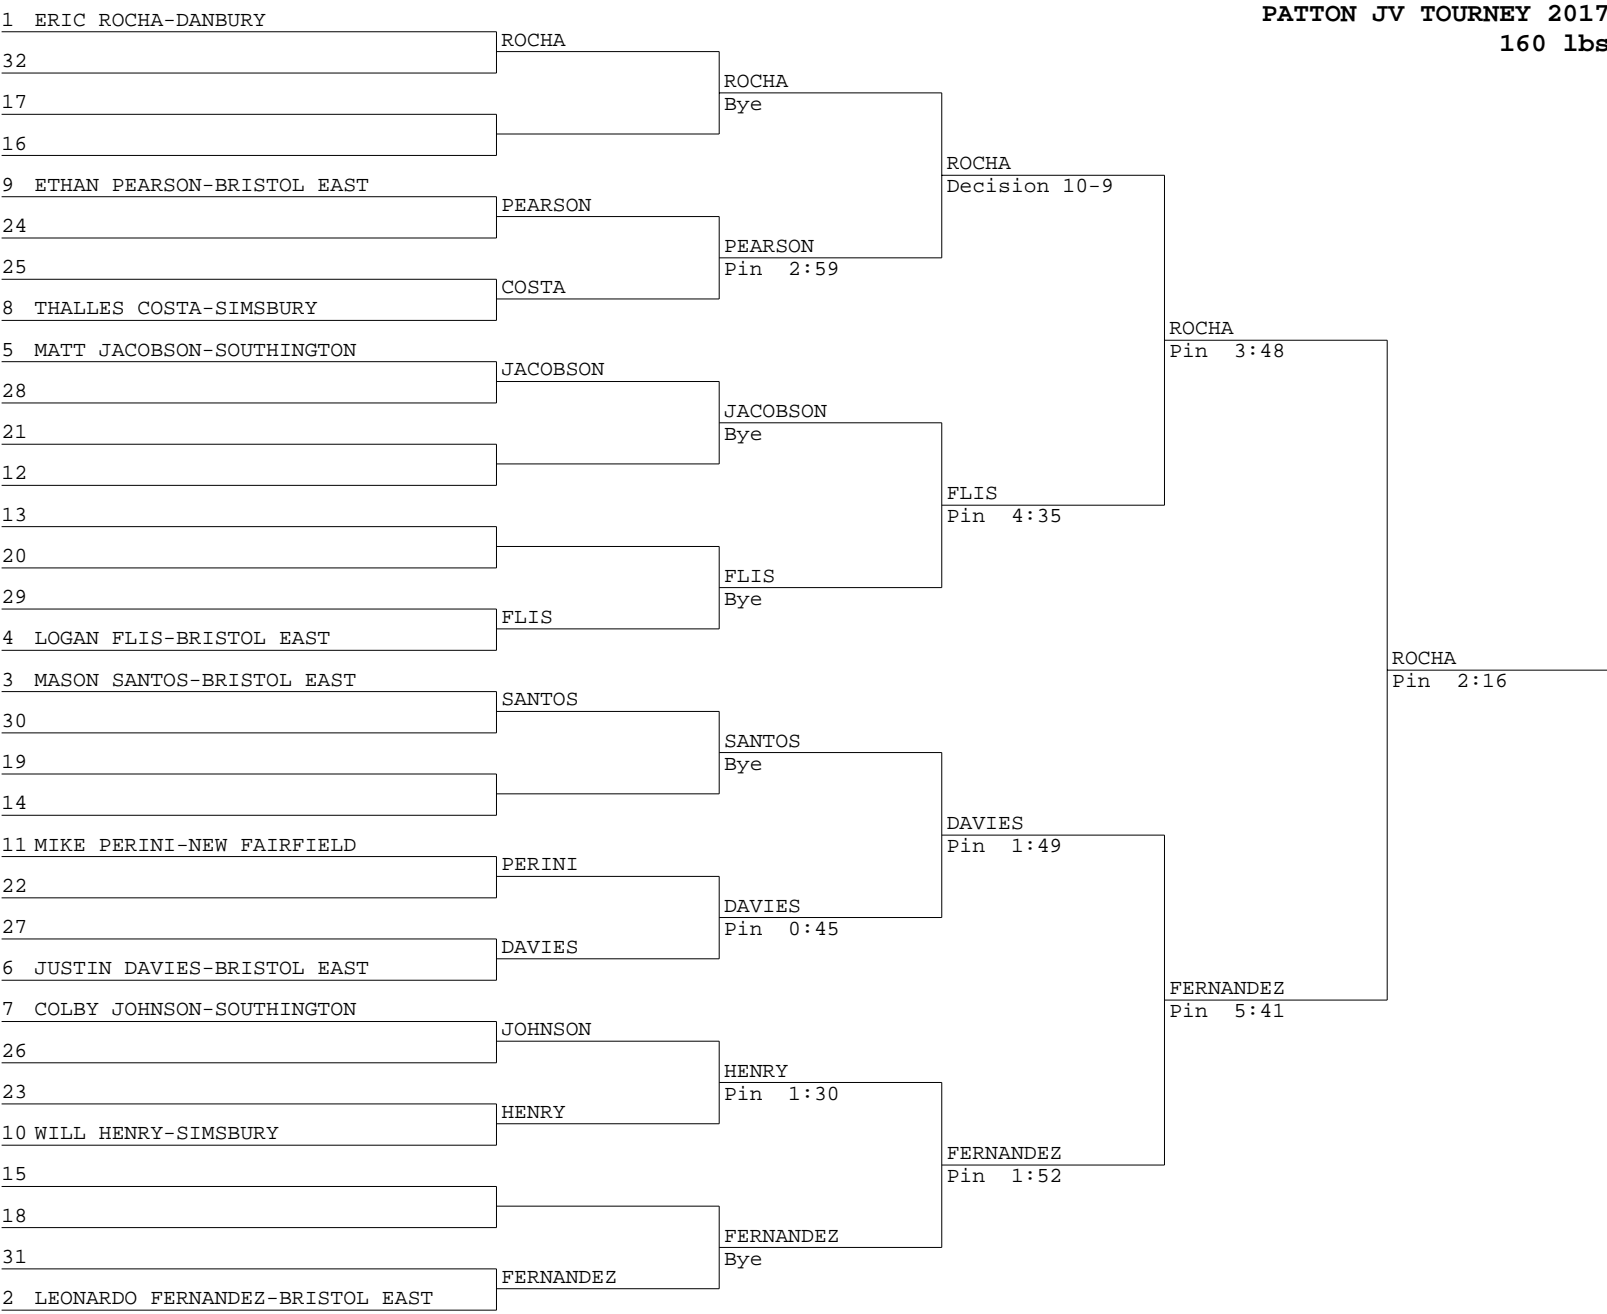 PATTON JV TOURNEY 2017
160 lbs
1 ERIC ROCHA-DANBURY
32
17
16
9 ETHAN PEARSON-BRISTOL EAST
24
25
8 THALLES COSTA-SIMSBURY
5 MATT JACOBSON-SOUTHINGTON
28
21
12
13
20
29
4 LOGAN FLIS-BRISTOL EAST
3 MASON SANTOS-BRISTOL EAST
30
19
14
11 MIKE PERINI-NEW FAIRFIELD
22
27
6 JUSTIN DAVIES-BRISTOL EAST
7 COLBY JOHNSON-SOUTHINGTON
26
23
10 WILL HENRY-SIMSBURY
15
18
31
2 LEONARDO FERNANDEZ-BRISTOL EAST
ROCHA
PEARSON
COSTA
JACOBSON
FLIS
SANTOS
PERINI
DAVIES
JOHNSON
HENRY
FERNANDEZ
ROCHA
Bye
PEARSON
Pin 2:59
JACOBSON
Bye
FLIS
Bye
SANTOS
Bye
DAVIES
Pin 0:45
HENRY
Pin 1:30
FERNANDEZ
Bye
ROCHA
Decision 10-9
FLIS
Pin 4:35
DAVIES
Pin 1:49
FERNANDEZ
Pin 1:52
ROCHA
Pin 3:48
FERNANDEZ
Pin 5:41
ROCHA
Pin 2:16